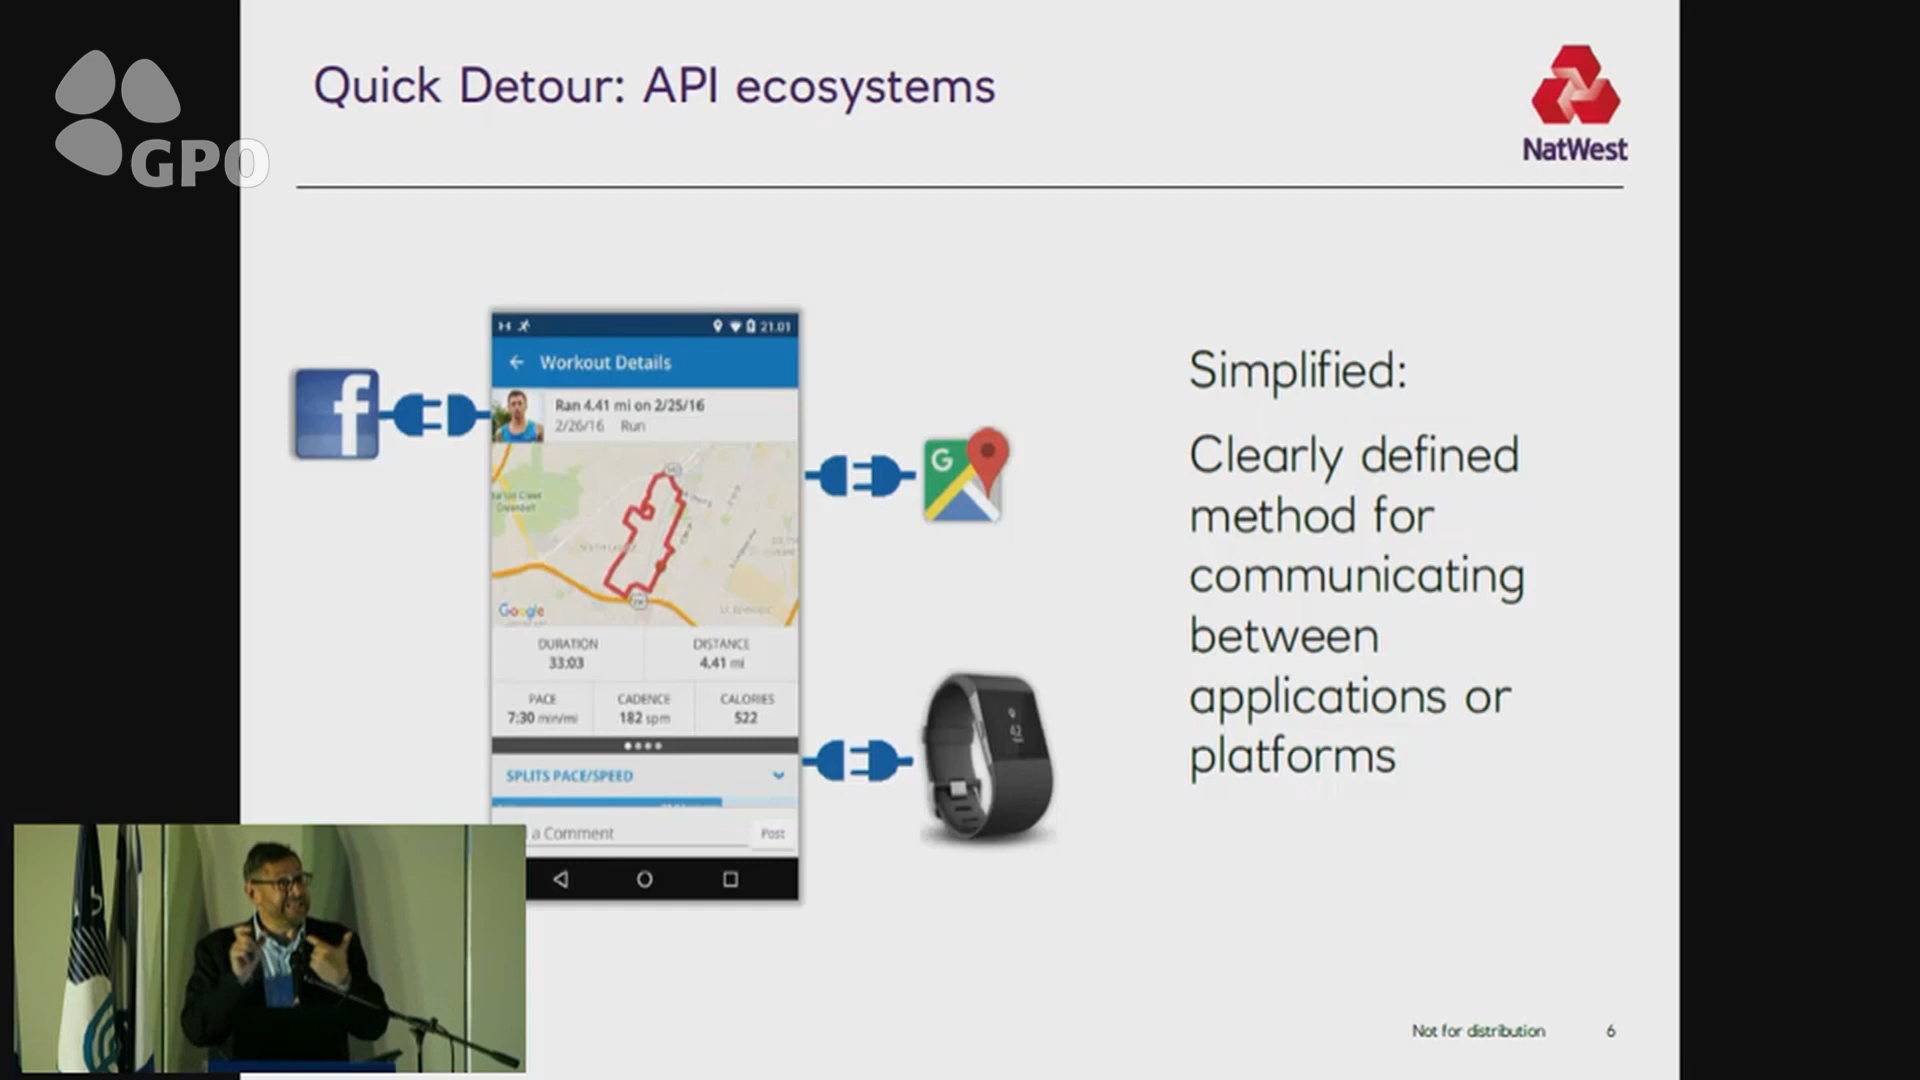 GPO
Quick Detour: API ecosystems
NatWest
21.01
Workout Details
Ran 4.41 mi on 2/25/16
2/26/16 Run
Google
DURATION
33:03
DISTANCE
4.41 mi
PACE
7:30 min/mi
CADENCE
182 spm
CALORIES
522
SPLITS PACE/SPEED
a Comment
Post
f
G
Simplified:
Clearly defined
method for
communicating
between
applications or
platforms
Not for distribution
6